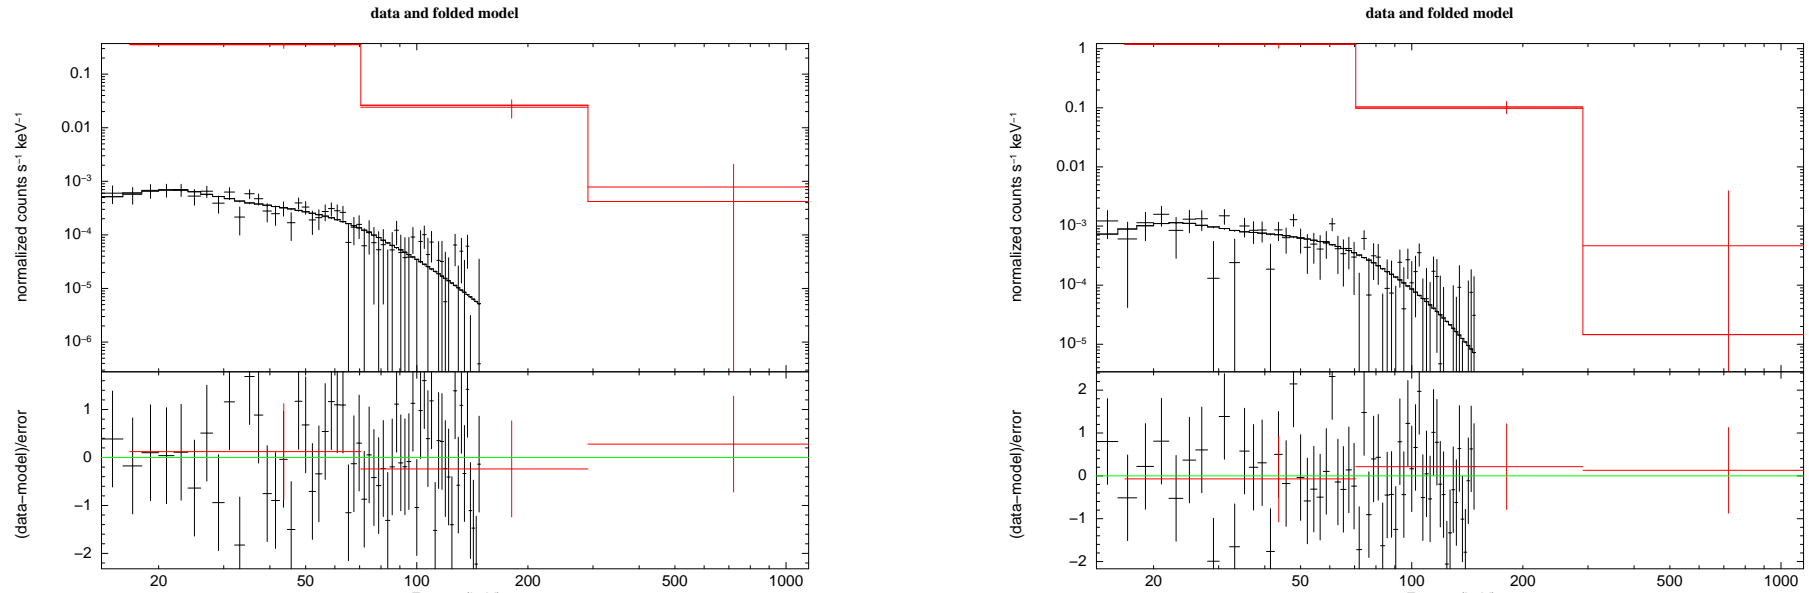 data and folded model
normalized counts s⁻¹ keV⁻¹
0.1
0.01
10⁻³
10⁻⁴
10⁻⁵
10⁻⁶
(data−model)/error
1
0
−1
−2
20 50 100 200 500 1000
data and folded model
normalized counts s⁻¹ keV⁻¹
1
0.1
0.01
10⁻³
10⁻⁴
10⁻⁵
(data−model)/error
2
1
0
−1
−2
20 50 100 200 500 1000